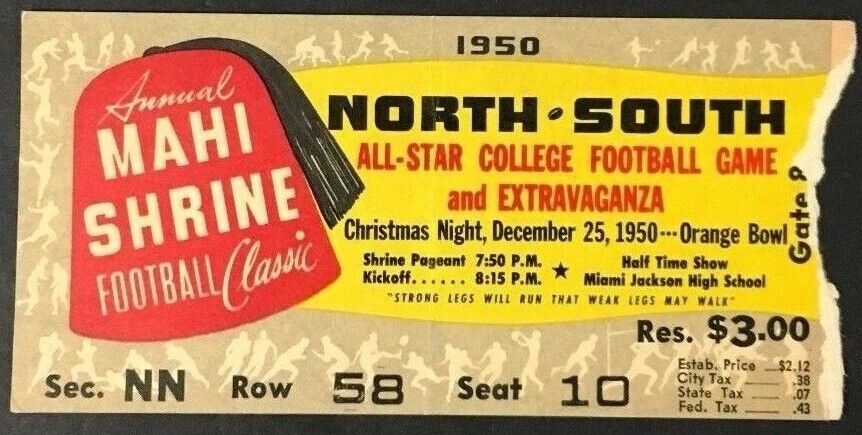 1950
Annual
MAHI
SHRINE
FOOTBALL Classic
NORTH-SOUTH
ALL-STAR COLLEGE FOOTBALL GAME
and EXTRAVAGANZA
Christmas Night, December 25, 1950---Orange Bowl
Shrine Pageant 7:50 P.M.
Kickoff...... 8:15 P.M.
★
Half Time Show
Miami Jackson High School
"STRONG LEGS WILL RUN THAT WEAK LEGS MAY WALK"
Gate
Res. $3.00
Sec. NN Row 58 Seat 10
Estab. Price $2.12
City Tax .38
State Tax .07
Fed. Tax .43